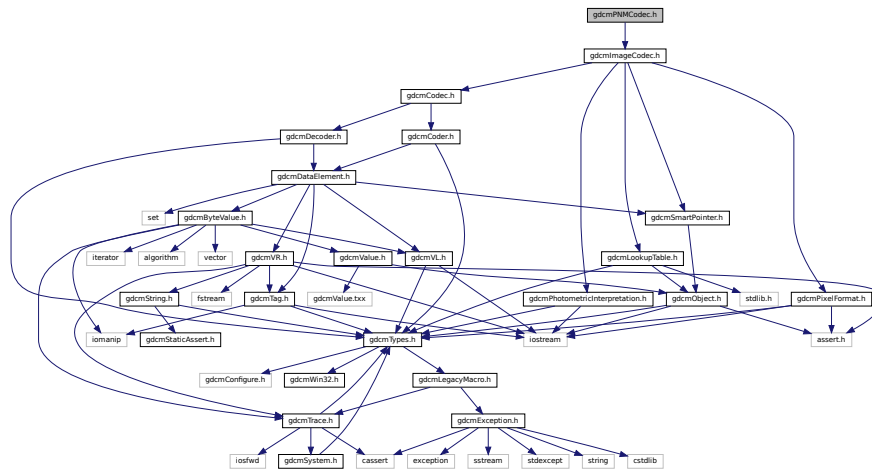 gdcmPNMCodec.h
gdcmImageCodec.h
gdcmCodec.h
gdcmDecoder.h
gdcmCoder.h
gdcmDataElement.h
set
gdcmByteValue.h
gdcmSmartPointer.h
iterator
algorithm
vector
gdcmVR.h
gdcmValue.h
gdcmVL.h
gdcmLookupTable.h
gdcmString.h
fstream
gdcmTag.h
gdcmValue.txx
gdcmPhotometricInterpretation.h
gdcmObject.h
stdlib.h
gdcmPixelFormat.h
iomanip
gdcmStaticAssert.h
gdcmTypes.h
iostream
assert.h
gdcmConfigure.h
gdcmWin32.h
gdcmLegacyMacro.h
gdcmTrace.h
gdcmException.h
iosfwd
gdcmSystem.h
cassert
exception
sstream
stdexcept
string
cstdlib